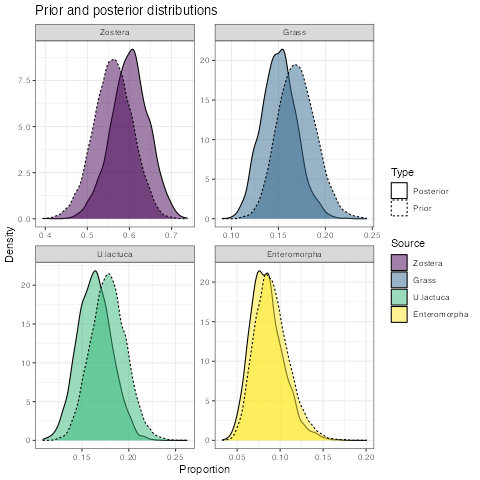 Prior and posterior distributions
Zostera
Grass
7.5
5.0
2.5
0.0
0.4
0.5
0.6
0.7
20
15
10
5
0
0.10
0.15
0.20
0.25
U.lactuca
Enteromorpha
20
15
10
5
0
0.15
0.20
0.25
20
15
10
5
0
0.05
0.10
0.15
0.20
Density
Proportion
Type
Posterior
Prior
Source
Zostera
Grass
U.lactuca
Enteromorpha